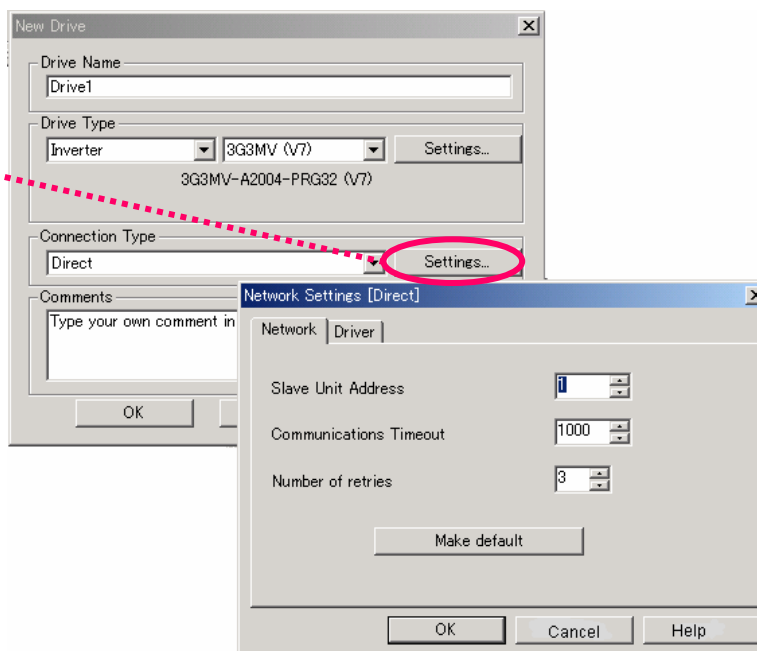 New Drive
Drive Name
Drive1
Drive Type
Inverter 3G3MV (V7) Settings...
3G3MV-A2004-PRG32 (V7)
Connection Type
Direct Settings...
Comments
Type your own comment in
OK
Network Settings [Direct]
Network Driver
Slave Unit Address 1
Communications Timeout 1000
Number of retries 3
Make default
OK Cancel Help